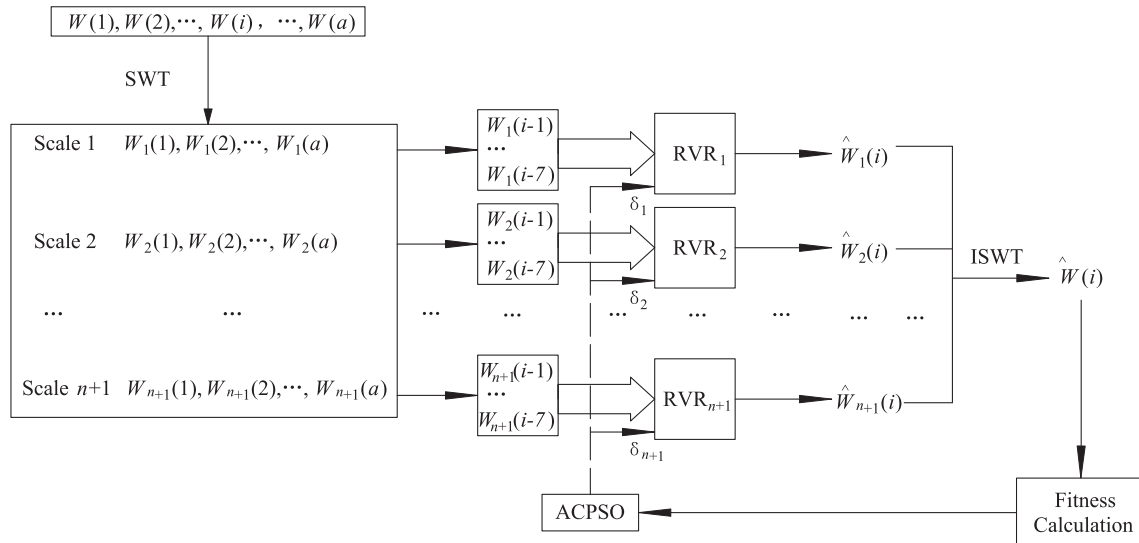 W(1), W(2),···, W(i), ···, W(a)
SWT
Scale 1 W₁(1), W₁(2),···, W₁(a)
Scale 2 W₂(1), W₂(2),···, W₂(a)
... ...
Scale n+1 Wₙ₊₁(1), Wₙ₊₁(2),···, Wₙ₊₁(a)
W₁(i-1)
...
W₁(i-7)
W₂(i-1)
...
W₂(i-7)
... ... ... ... ... ...
Wₙ₊₁(i-1)
...
Wₙ₊₁(i-7)
δ₁
δ₂
δₙ₊₁
RVR₁
RVR₂
RVRₙ₊₁
Ŵ₁(i)
Ŵ₂(i)
Ŵₙ₊₁(i)
ISWT
Ŵ(i)
ACPSO
Fitness
Calculation